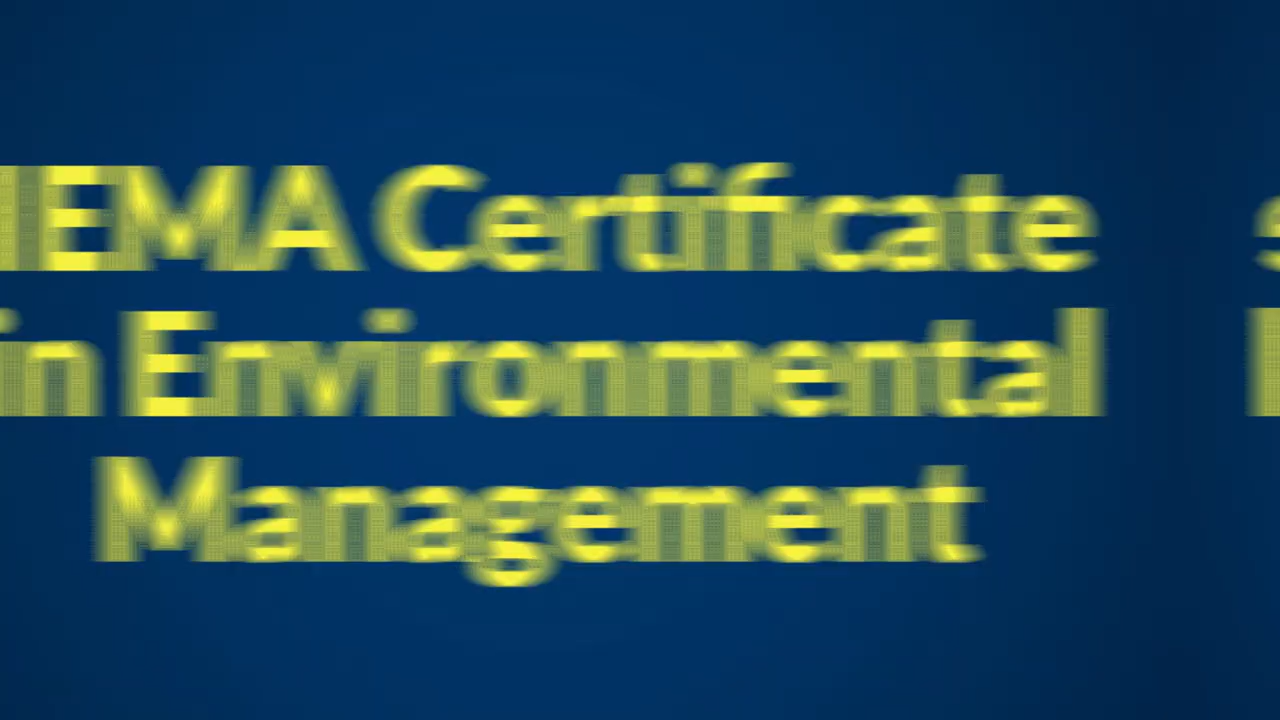 IEMA Certificate
in Environmental
Management